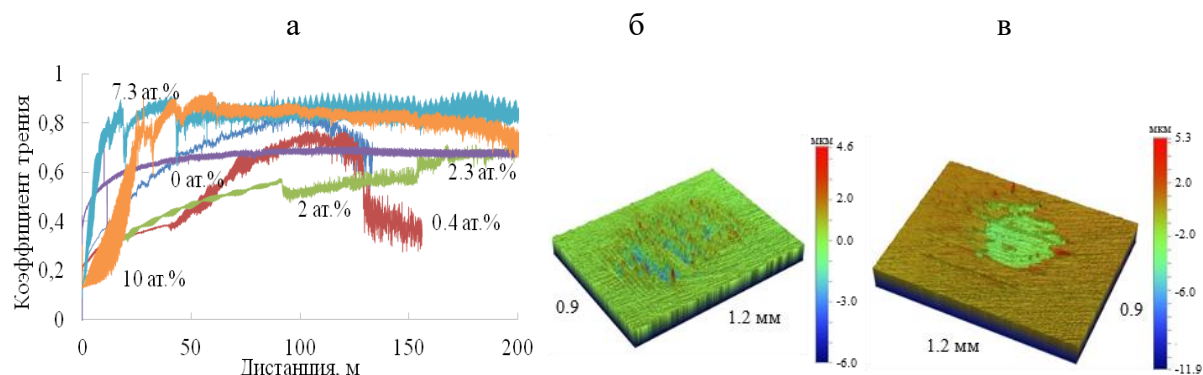 а
б
в
Коэффициент трения
1
0,8
0,6
0,4
0,2
0
7.3 ат.%
0 ат.%
2 ат.%
2.3 ат.%
0.4 ат.%
10 ат.%
0
50
100
150
200
Дистанция, м
0.9
1.2 мм
мкм
4.6
2.0
0.0
-3.0
-6.0
1.2 мм
0.9
мкм
5.3
2.0
-2.0
-6.0
-11.9